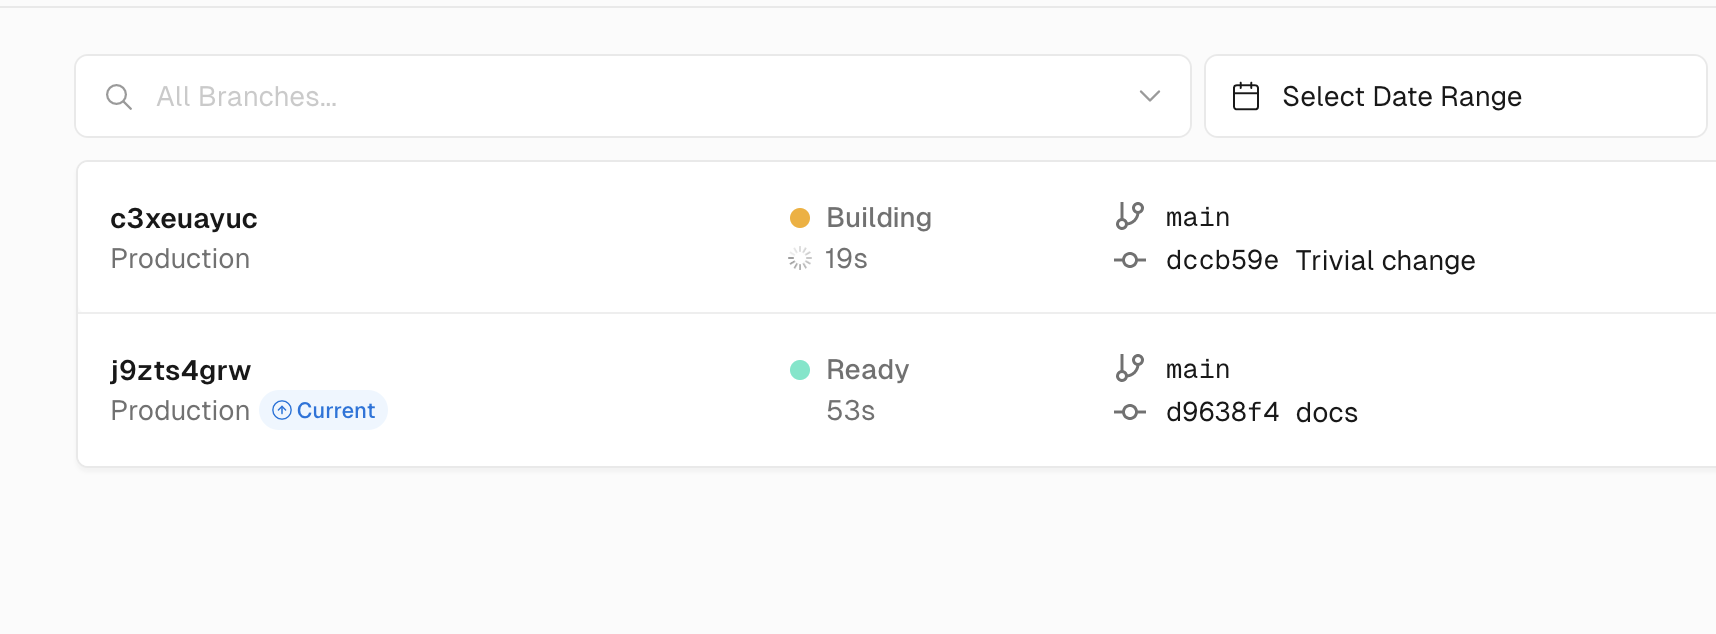 All Branches...
Select Date Range
c3xeuayuc
Production
Building
19s
main
dccb59e Trivial change
j9zts4grw
Production Current
Ready
53s
main
d9638f4 docs